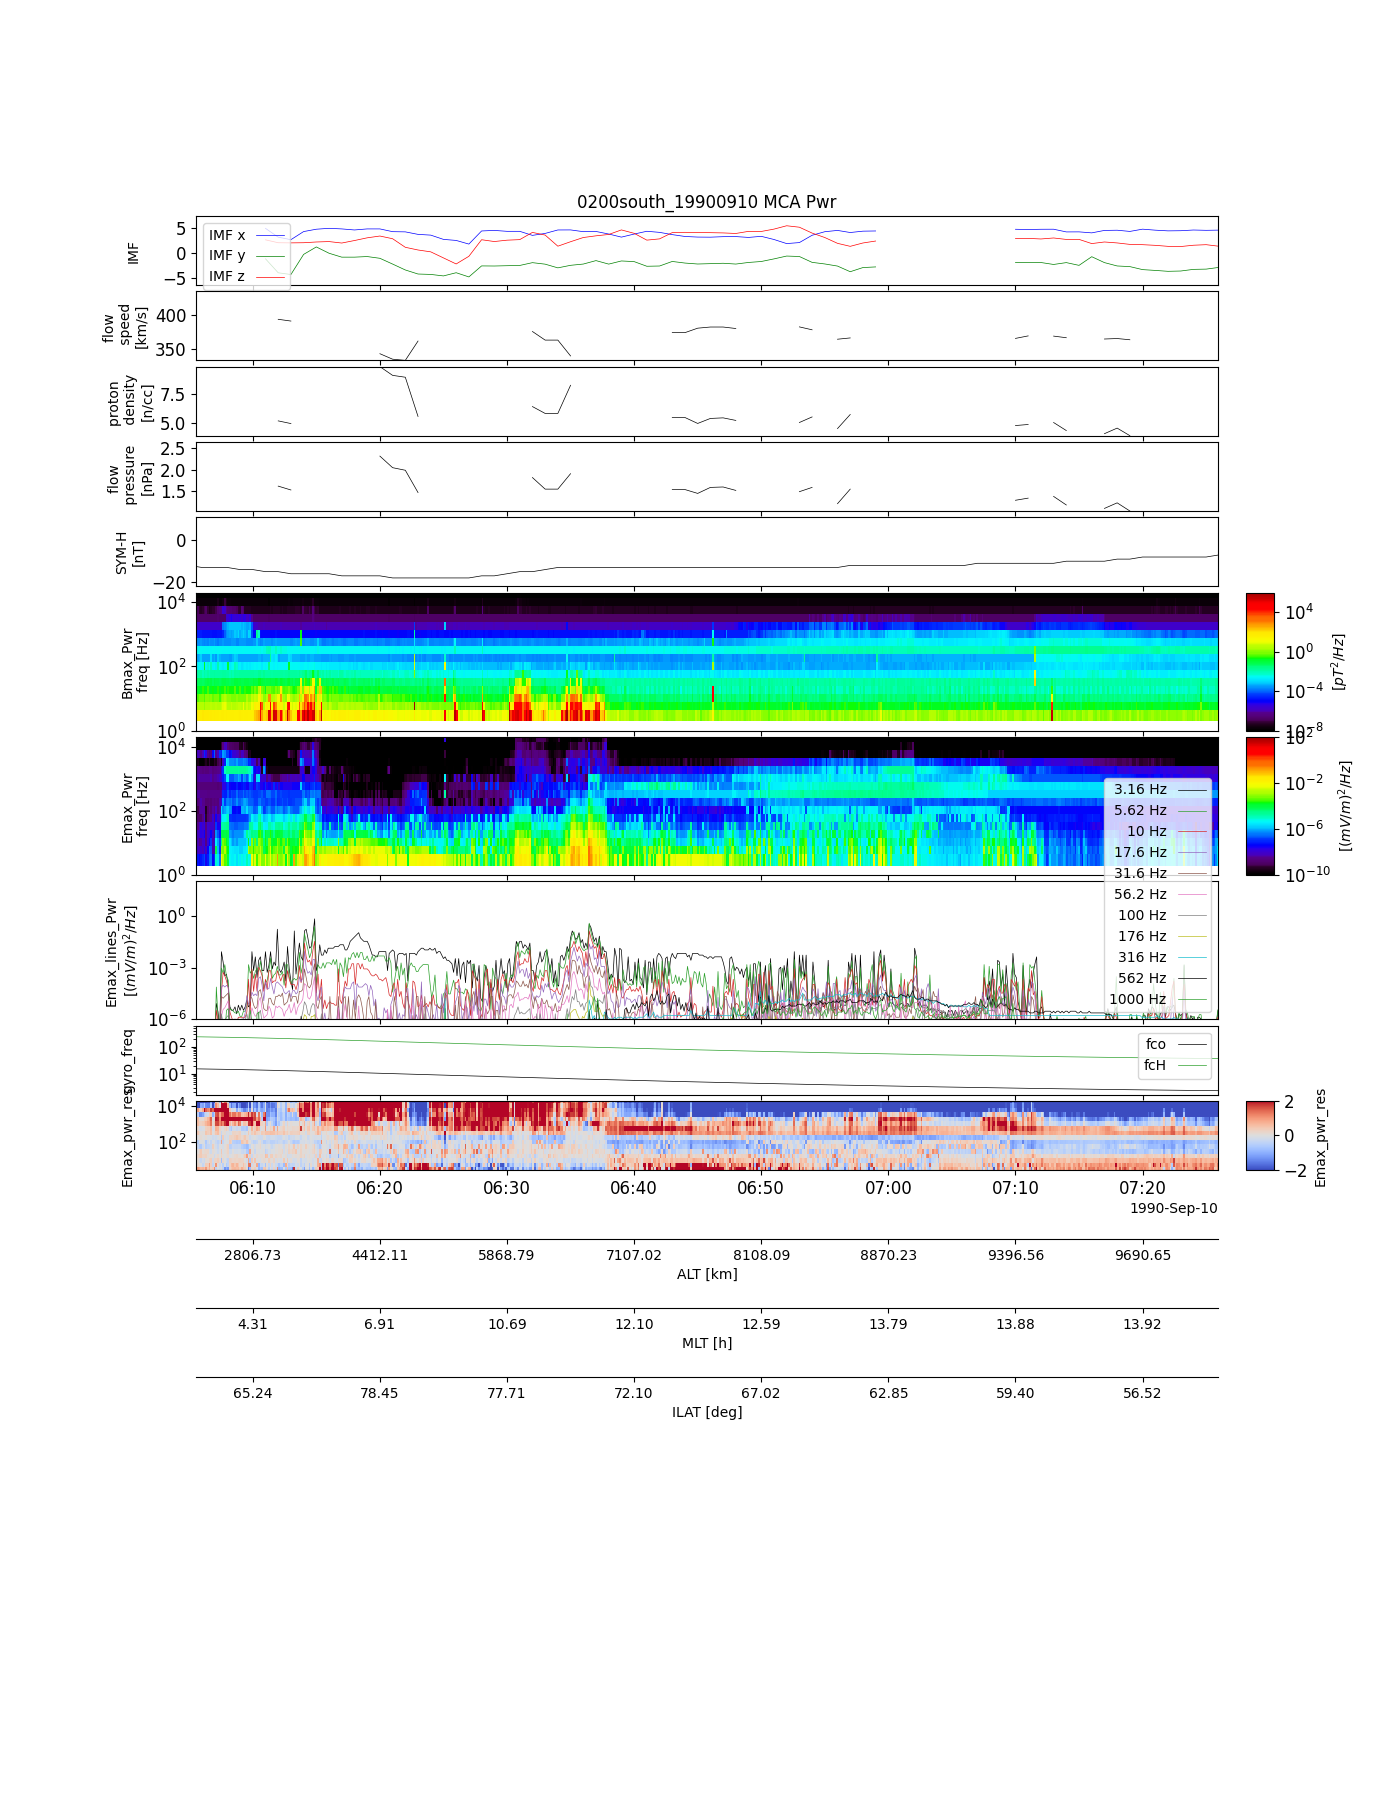 0200south_19900910 MCA Pwr
IMF
5
0
−5
IMF x
IMF y
IMF z
flow
speed
[km/s]
400
350
proton
density
[n/cc]
7.5
5.0
flow
pressure
[nPa]
2.5
2.0
1.5
SYM-H
[nT]
0
−20
Bmax_Pwr
freq [Hz]
10^4
10^2
10^0
10^4
10^0
10^−4
10^−8
[pT^2/Hz]
Emax_Pwr
freq [Hz]
10^4
10^2
10^0
10^2
10^−2
10^−6
10^−10
[(mV/m)^2/Hz]
3.16 Hz
5.62 Hz
10 Hz
17.6 Hz
31.6 Hz
56.2 Hz
100 Hz
176 Hz
316 Hz
562 Hz
1000 Hz
Emax_lines_Pwr
[(mV/m)^2/Hz]
10^0
10^−3
10^−6
gyro_freq
10^2
10^1
fco
fcH
Emax_pwr_res
10^4
10^2
2
0
−2
Emax_pwr_res
06:10 06:20 06:30 06:40 06:50 07:00 07:10 07:20
1990-Sep-10
2806.73 4412.11 5868.79 7107.02 8108.09 8870.23 9396.56 9690.65
ALT [km]
4.31 6.91 10.69 12.10 12.59 13.79 13.88 13.92
MLT [h]
65.24 78.45 77.71 72.10 67.02 62.85 59.40 56.52
ILAT [deg]